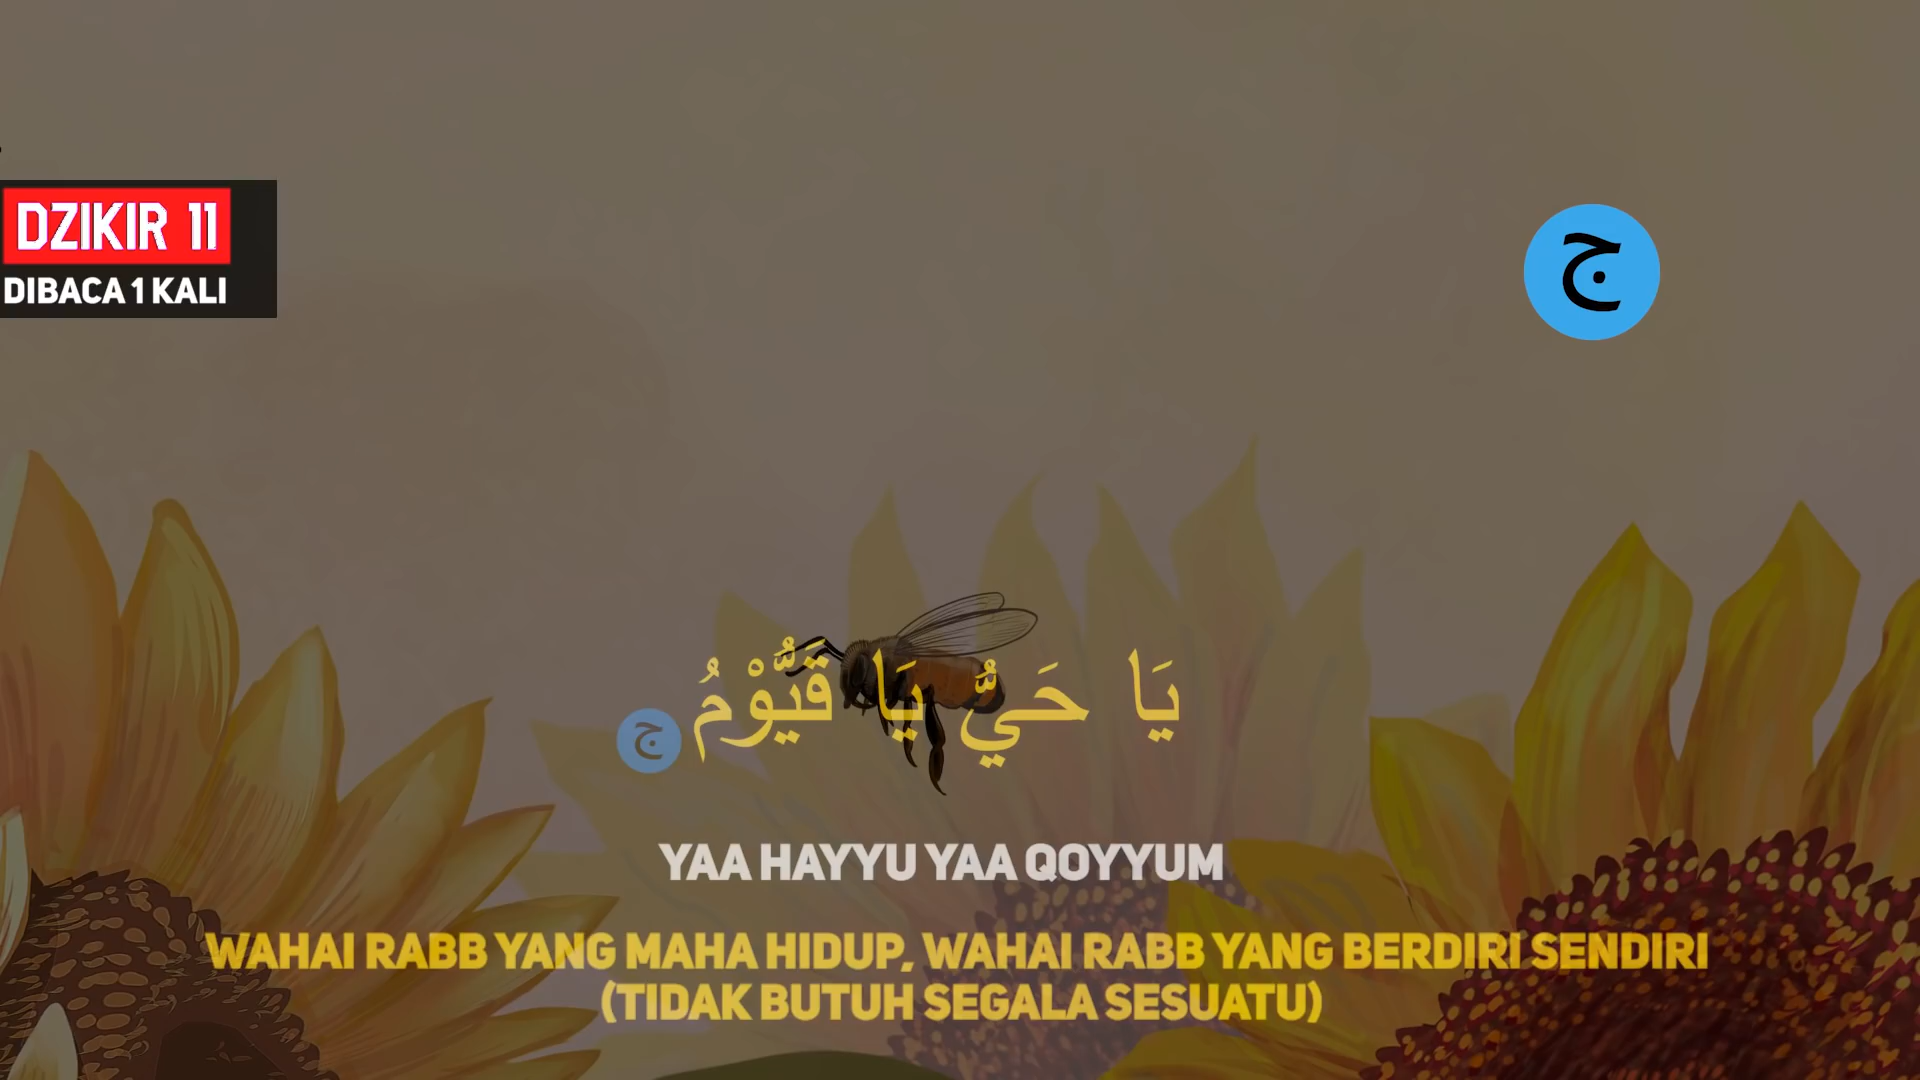 DZIKIR 11
DIBACA 1 KALI
ج
يَا حَيُّ يَا قَيُّوْمُ ج
YAA HAYYU YAA QOYYUM
WAHAI RABB YANG MAHA HIDUP, WAHAI RABB YANG BERDIRI SENDIRI
(TIDAK BUTUH SEGALA SESUATU)